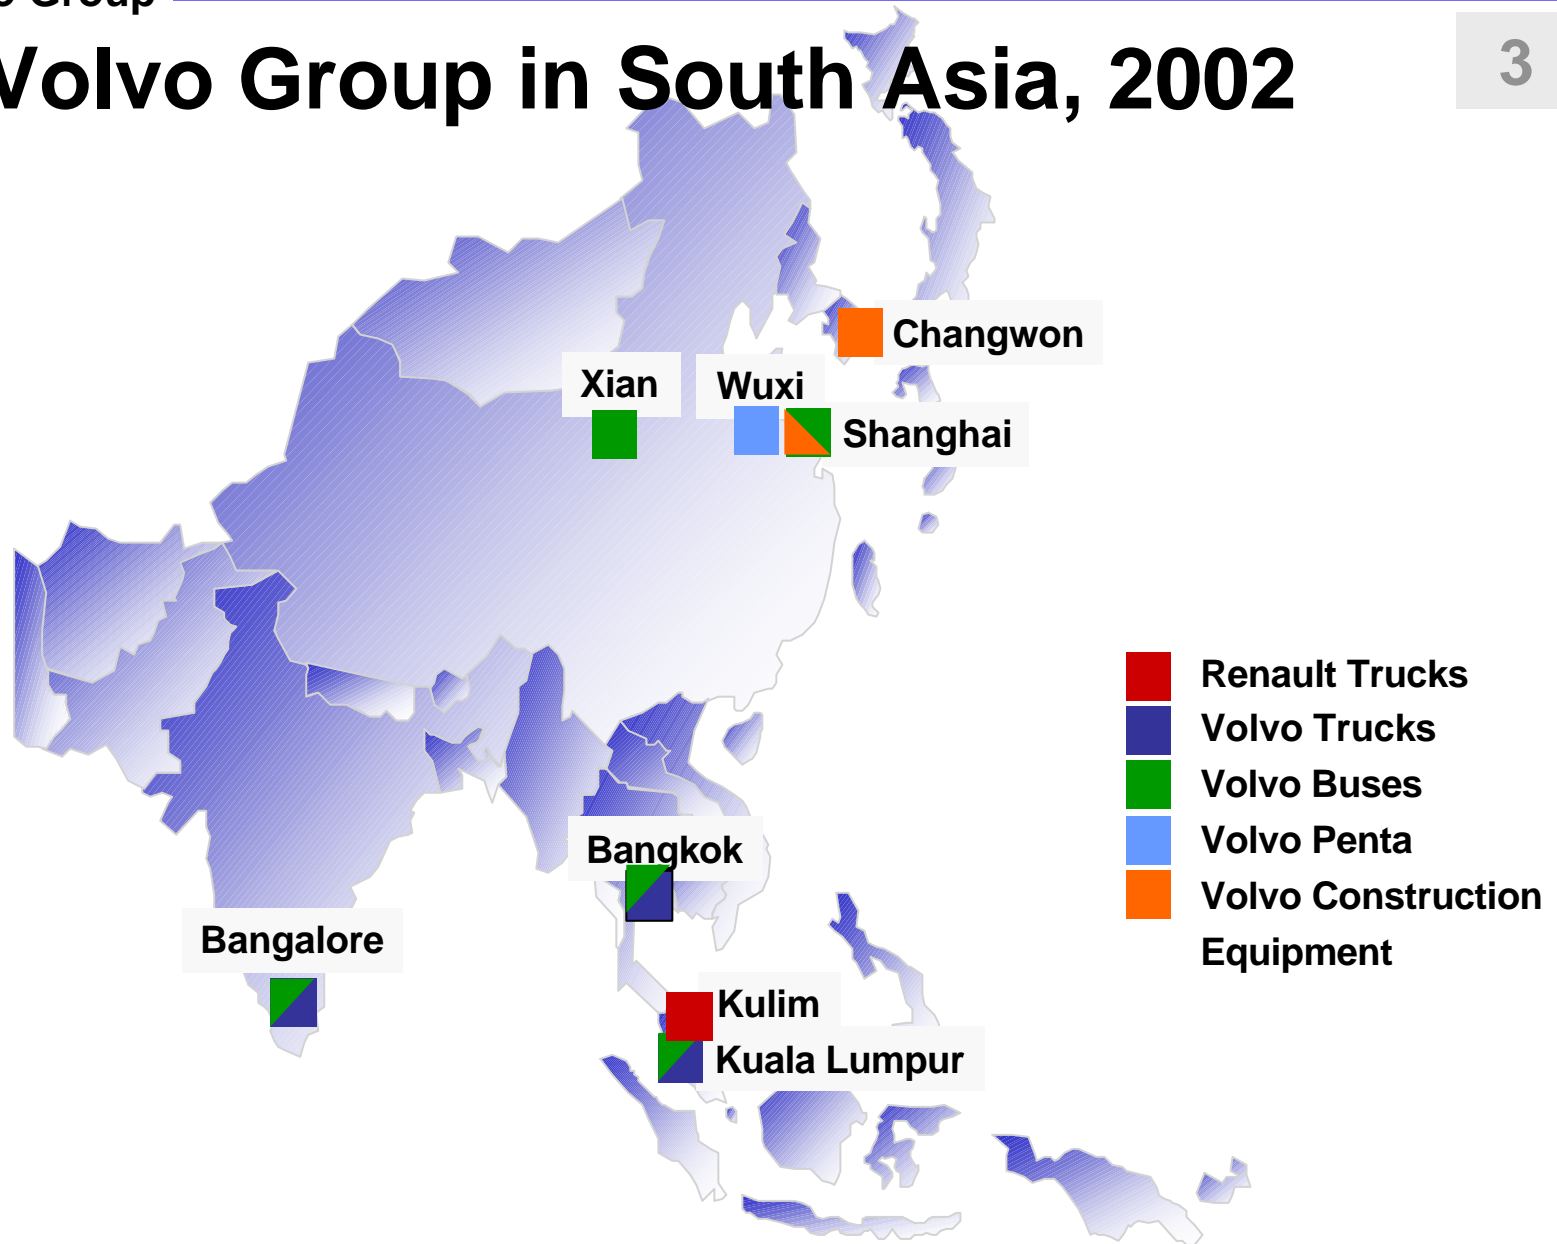 Group
Volvo Group in South Asia, 2002
3
Changwon
Xian
Wuxi
Shanghai
Renault Trucks
Volvo Trucks
Volvo Buses
Volvo Penta
Volvo Construction
Equipment
Bangkok
Bangalore
Kulim
Kuala Lumpur